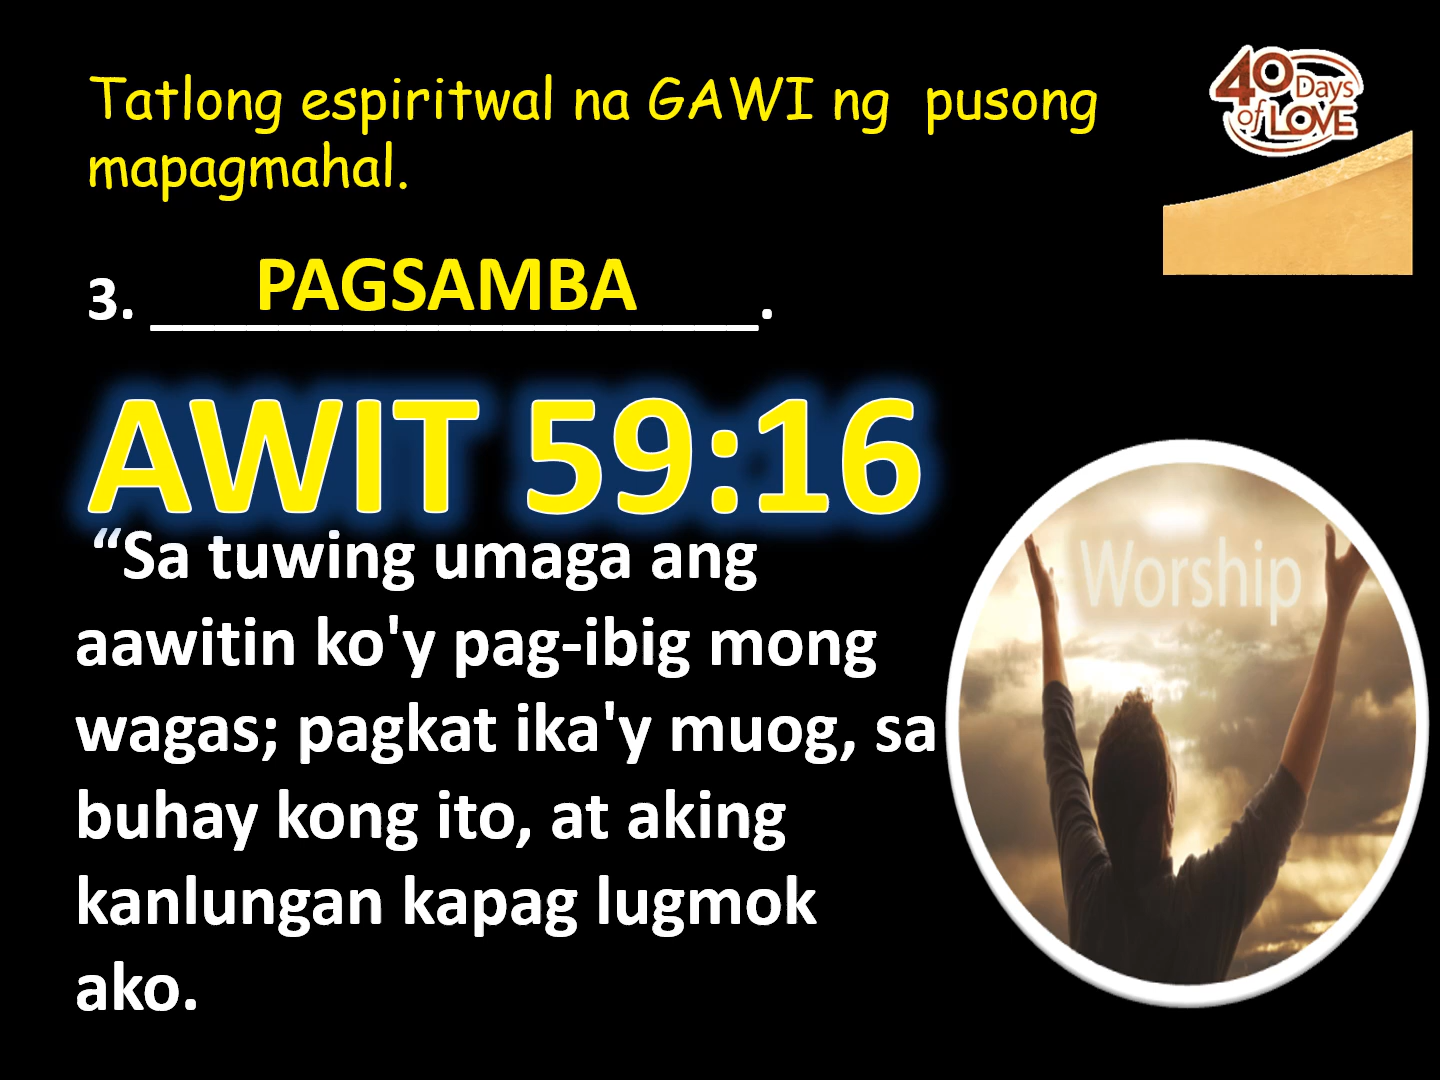 Tatlong espiritwal na GAWI ng pusong
mapagmahal.
40 Days
of LOVE
3. ___________________.
PAGSAMBA
AWIT 59:16
“Sa tuwing umaga ang
aawitin ko'y pag-ibig mong
wagas; pagkat ika'y muog, sa
buhay kong ito, at aking
kanlungan kapag lugmok
ako.
Worship